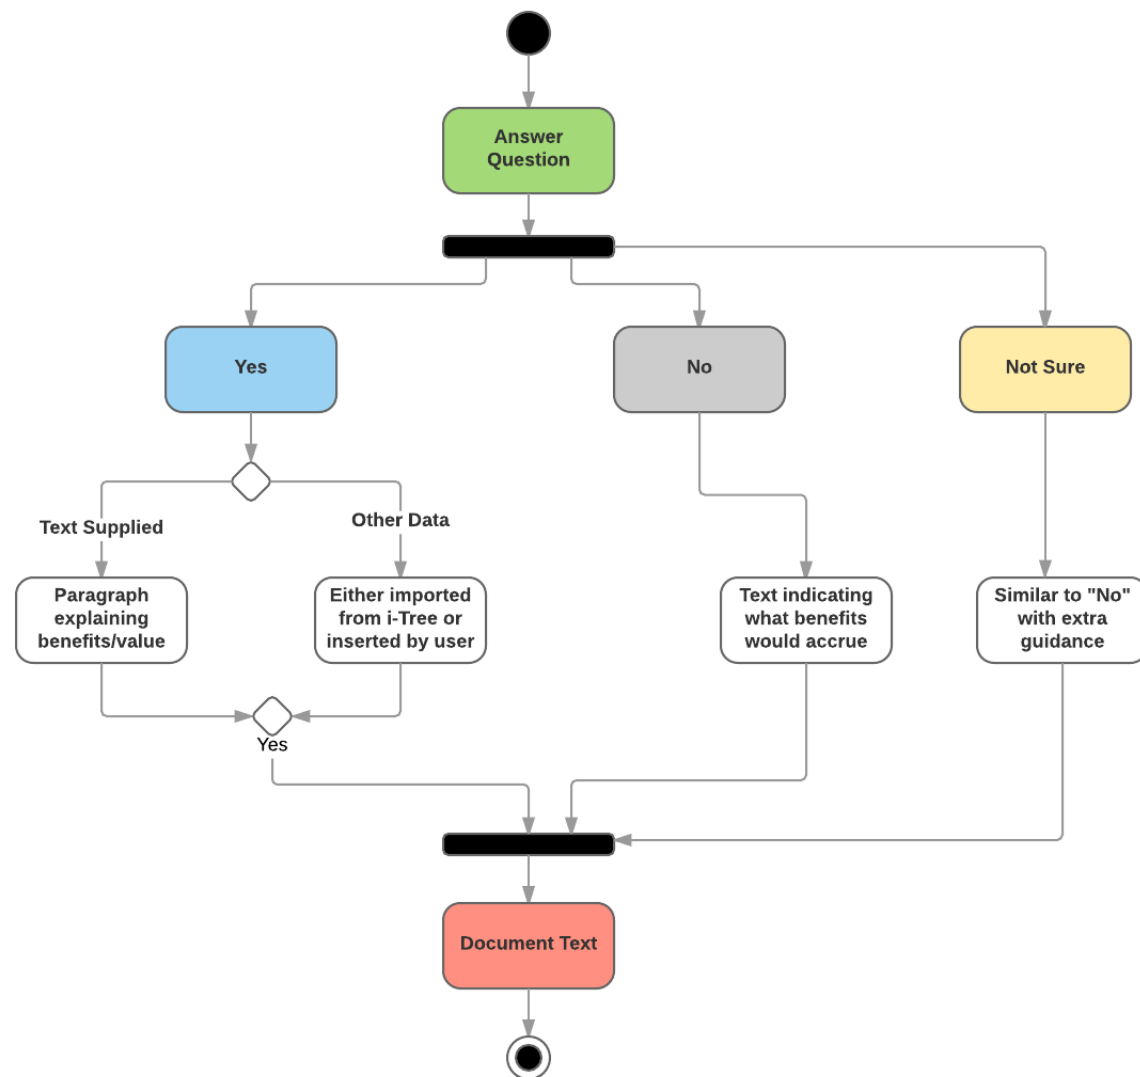 Answer
Question
Yes
No
Not Sure
Text Supplied
Other Data
Paragraph
explaining
benefits/value
Either imported
from i-Tree or
inserted by user
Text indicating
what benefits
would accrue
Similar to "No"
with extra
guidance
Yes
Document Text